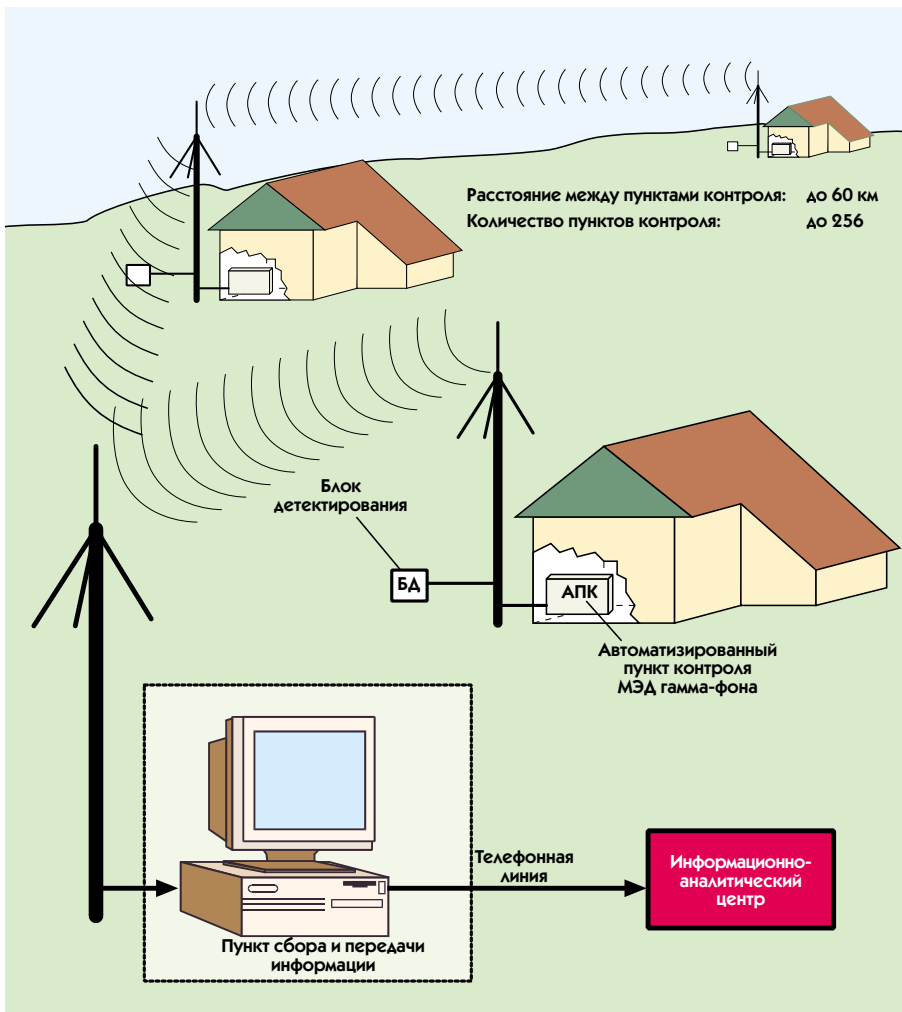 Расстояние между пунктами контроля: до 60 км
Количество пунктов контроля: до 256
Блок
детектирования
БД
АПК
Автоматизированный
пункт контроля
МЭД гамма-фона
Телефонная
линия
Информационно-
аналитический
центр
Пункт сбора и передачи
информации